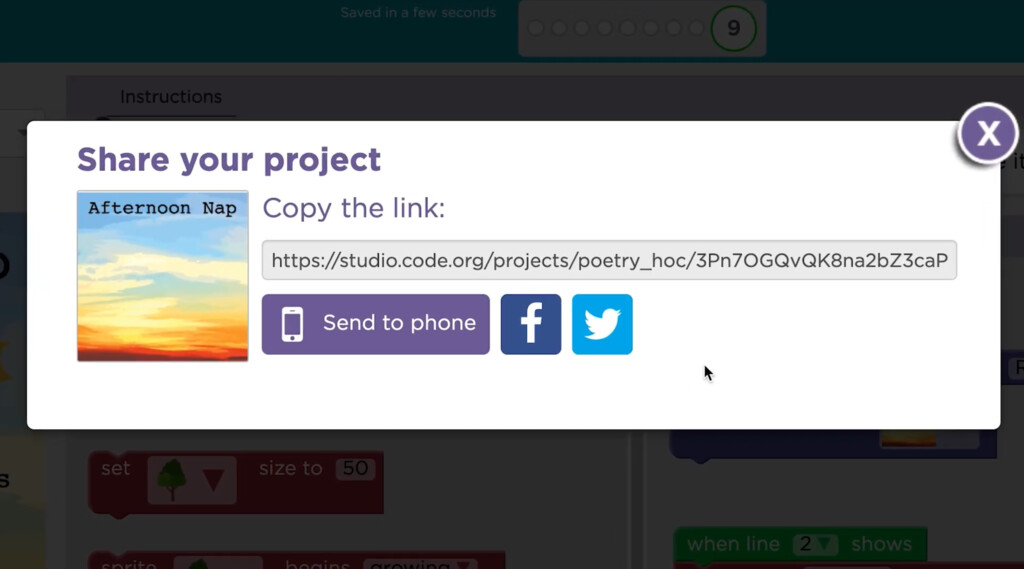 Saved in a few seconds
9
Instructions
Share your project
X
Afternoon Nap
Copy the link:
https://studio.code.org/projects/poetry_hoc/3Pn7OGQvQK8na2bZ3caP
Send to phone
set size to 50
when line 2 shows
sprite begins growing